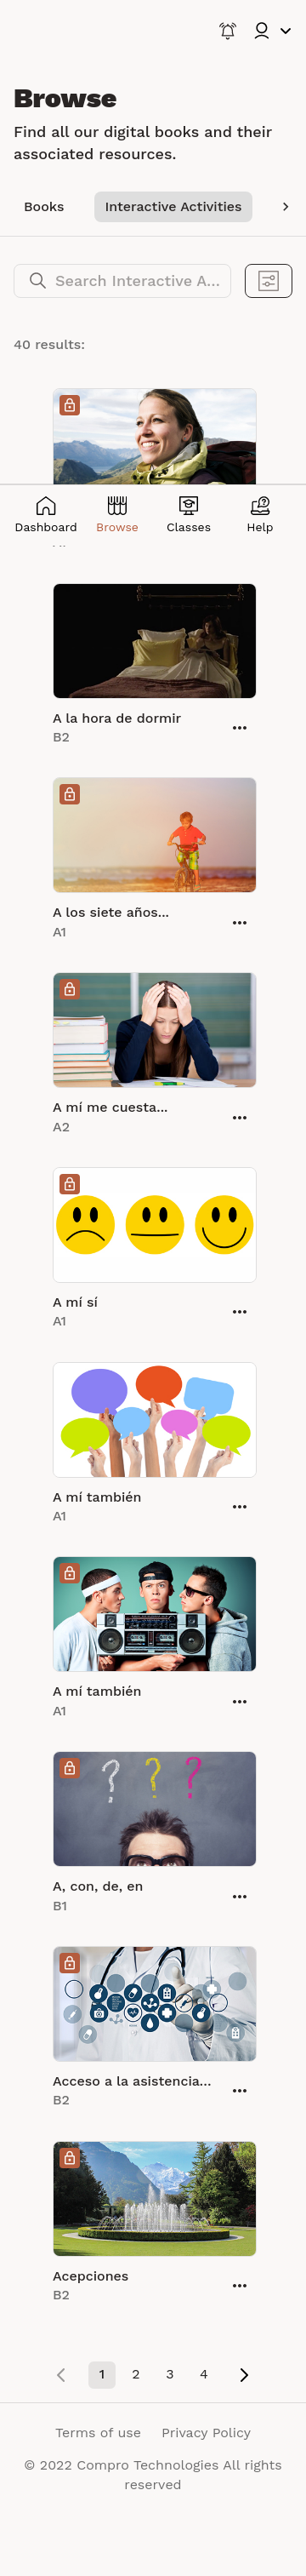 Browse
Find all our digital books and their
associated resources.
Books
Interactive Activities
Search Interactive A...
40 results:
Dashboard
Browse
Classes
Help
A la hora de dormir
B2
A los siete años...
A1
A mí me cuesta...
A2
A mí sí
A1
A mí también
A1
A mí también
A1
A, con, de, en
B1
Acceso a la asistencia...
B2
Acepciones
B2
1
2
3
4
Terms of use
Privacy Policy
© 2022 Compro Technologies All rights
reserved